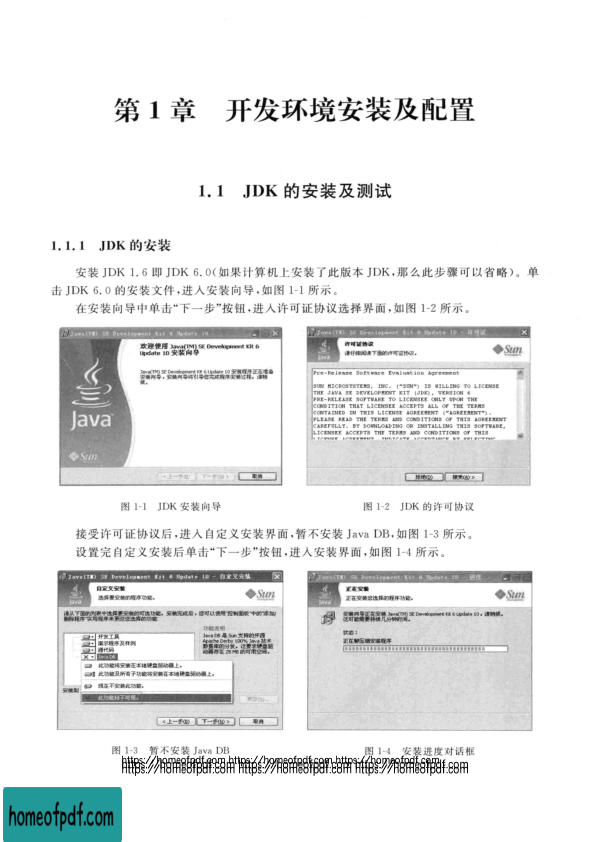 第 1 章 开发环境安装及配置
1.1 JDK 的安装及测试
1.1.1 JDK 的安装
安装 JDK 1.6 即 JDK 6.0(如果计算机上安装了此版本 JDK,那么此步骤可以省略)。单
击 JDK 6.0 的安装文件,进入安装向导,如图 1-1 所示。
在安装向导中单击“下一步”按钮,进入许可证协议选择界面,如图 1-2 所示。
Java(TM) SE Development Kit 6 Update 10
欢迎使用 Java(TM) SE Development Kit 6
Update 10 安装向导
Java(TM) SE Development Kit 6 Update 10 安装程序正在准备
安装向导,安装向导将引导您完成程序安装过程。请稍
候。
Java
Sun
<上一步(B) 下一步(N)> 取消
Java(TM) SE Development Kit 6 Update 10 - 许可证
许可证协议
请仔细阅读下面的许可证协议。
Java
Sun
Pre-Release Software Evaluation Agreement
SUN MICROSYSTEMS, INC. ("SUN") IS WILLING TO LICENSE
THE JAVA SE DEVELOPMENT KIT (JDK), VERSION 6
PRE-RELEASE SOFTWARE TO LICENSEE ONLY UPON THE
CONDITION THAT LICENSEE ACCEPTS ALL OF THE TERMS
CONTAINED IN THIS LICENSE AGREEMENT ("AGREEMENT").
PLEASE READ THE TERMS AND CONDITIONS OF THIS AGREEMENT
CAREFULLY. BY DOWNLOADING OR INSTALLING THIS SOFTWARE,
LICENSEE ACCEPTS THE TERMS AND CONDITIONS OF THIS
拒绝(D) 接受(A) >
图 1-1 JDK 安装向导
图 1-2 JDK 的许可协议
接受许可证协议后,进入自定义安装界面,暂不安装 Java DB,如图 1-3 所示。
设置完自定义安装后单击“下一步”按钮,进入安装界面,如图 1-4 所示。
Java(TM) SE Development Kit 6 Update 10 - 自定义安装
自定义安装
选择要安装的程序功能。
Java
Sun
请从下面的列表中选择要安装的可选功能。安装完成后,您可以使用“控制面板”中的“添加/
删除程序”实用程序来更改您选择的功能
开发工具
演示程序及样例
源代码
Java DB
功能说明
Java DB 是 Sun 支持的开源
Apache Derby 100% Java 技术
数据库的分发。这要求硬盘驱
动器存在 28 MB 的可用空间。
此功能将安装在本地硬盘驱动器上。
此功能及所有子功能将安装在本地硬盘驱动器上。
现在不安装此功能。
此功能将不可用。
安装到
更改(C)...
<上一步(B) 下一步(N)> 取消
Java(TM) SE Development Kit 6 Update 10 - 进度
正在安装
正在安装您选择的程序功能。
Java
Sun
安装向导正在安装 Java(TM) SE Development Kit 6 Update 10,请稍候。
这可能需要持续几分钟时间。
状态:
正在解压缩安装程序
图 1-3 暂不安装 Java DB
图 1-4 安装进度对话框
https://homeofpdf.com https://homeofpdf.com https://homeofpdf.com
https://homeofpdf.com https://homeofpdf.com https://homeofpdf.com
homeofpdf.com